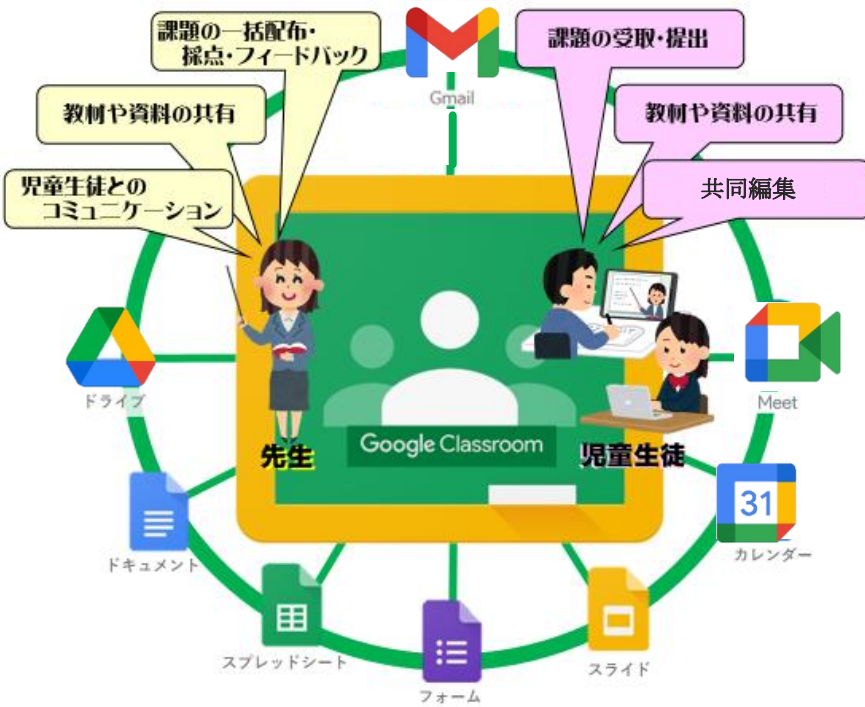 課題の一括配布・
採点・フィードバック
課題の受取・提出
Gmail
教材や資料の共有
教材や資料の共有
児童生徒との
コミュニケーション
共同編集
ドライブ
Meet
Google Classroom
先生
児童生徒
31
カレンダー
ドキュメント
スプレッドシート
スライド
フォーム